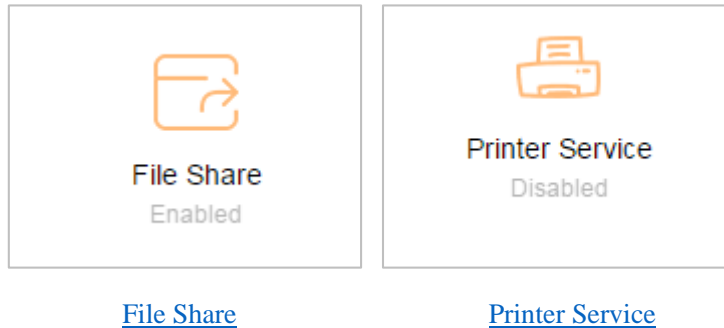 File Share
Enabled
Printer Service
Disabled
File Share
Printer Service